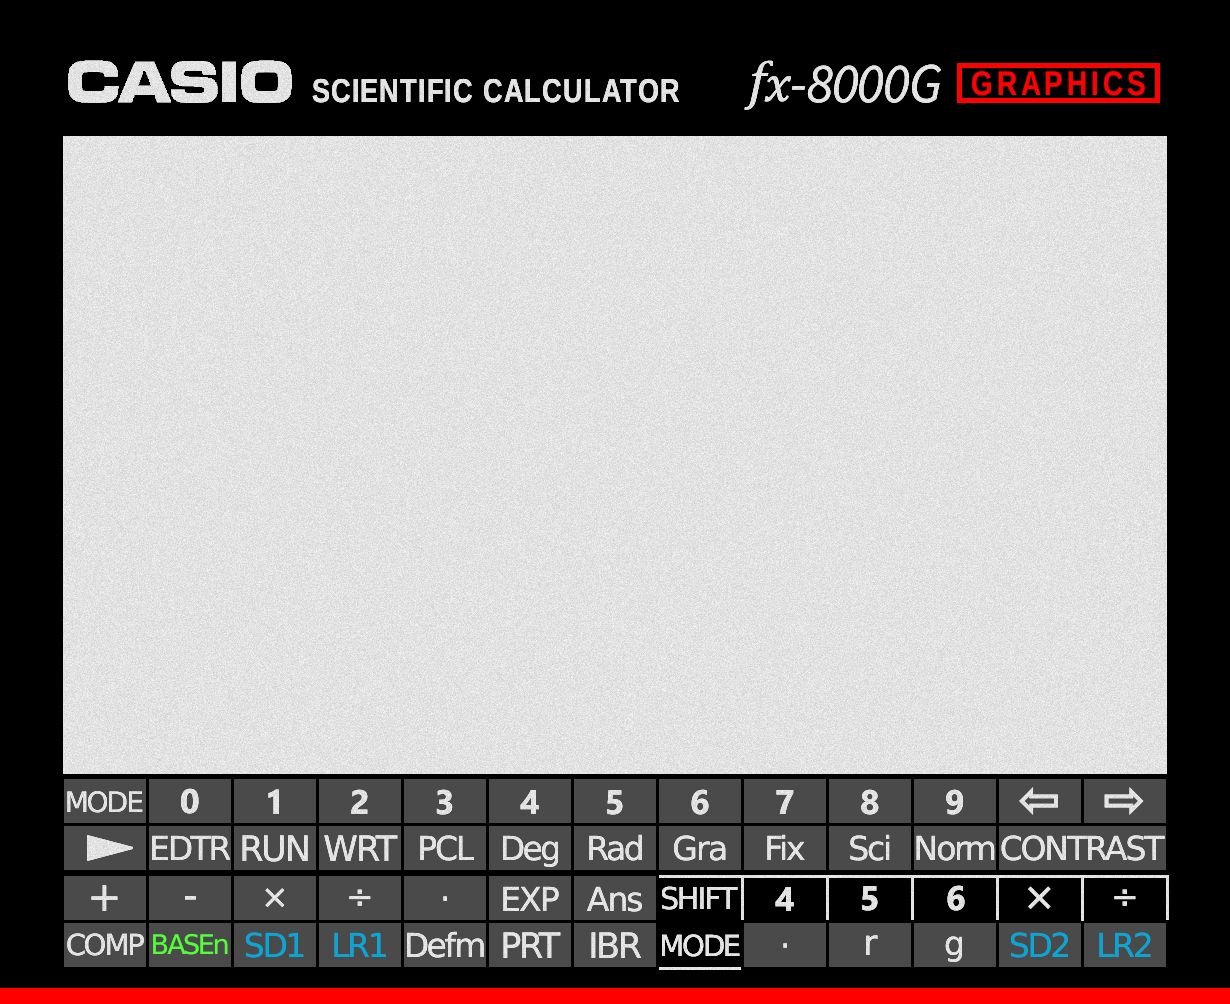 CASIO SCIENTIFIC CALCULATOR fx-8000G GRAPHICS
MODE 0 1 2 3 4 5 6 7 8 9 ⇦ ⇨
▶ EDTR RUN WRT PCL Deg Rad Gra Fix Sci Norm CONTRAST
+ - × ÷ · EXP Ans SHIFT 4 5 6 × ÷
COMP BASEn SD1 LR1 Defm PRT IBR MODE · r g SD2 LR2